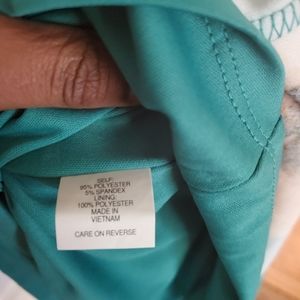 SELF:
95% POLYESTER
5% SPANDEX
LINING:
100% POLYESTER
MADE IN
VIETNAM
CARE ON REVERSE